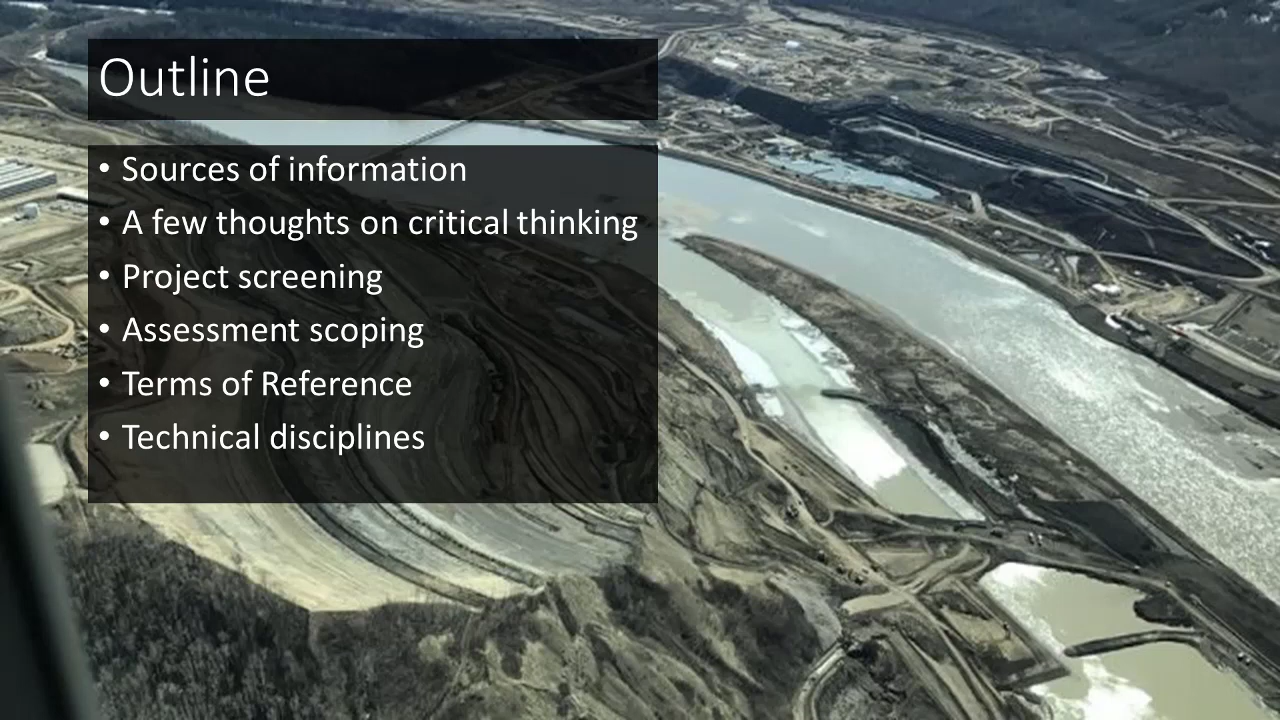 Outline
• Sources of information
• A few thoughts on critical thinking
• Project screening
• Assessment scoping
• Terms of Reference
• Technical disciplines